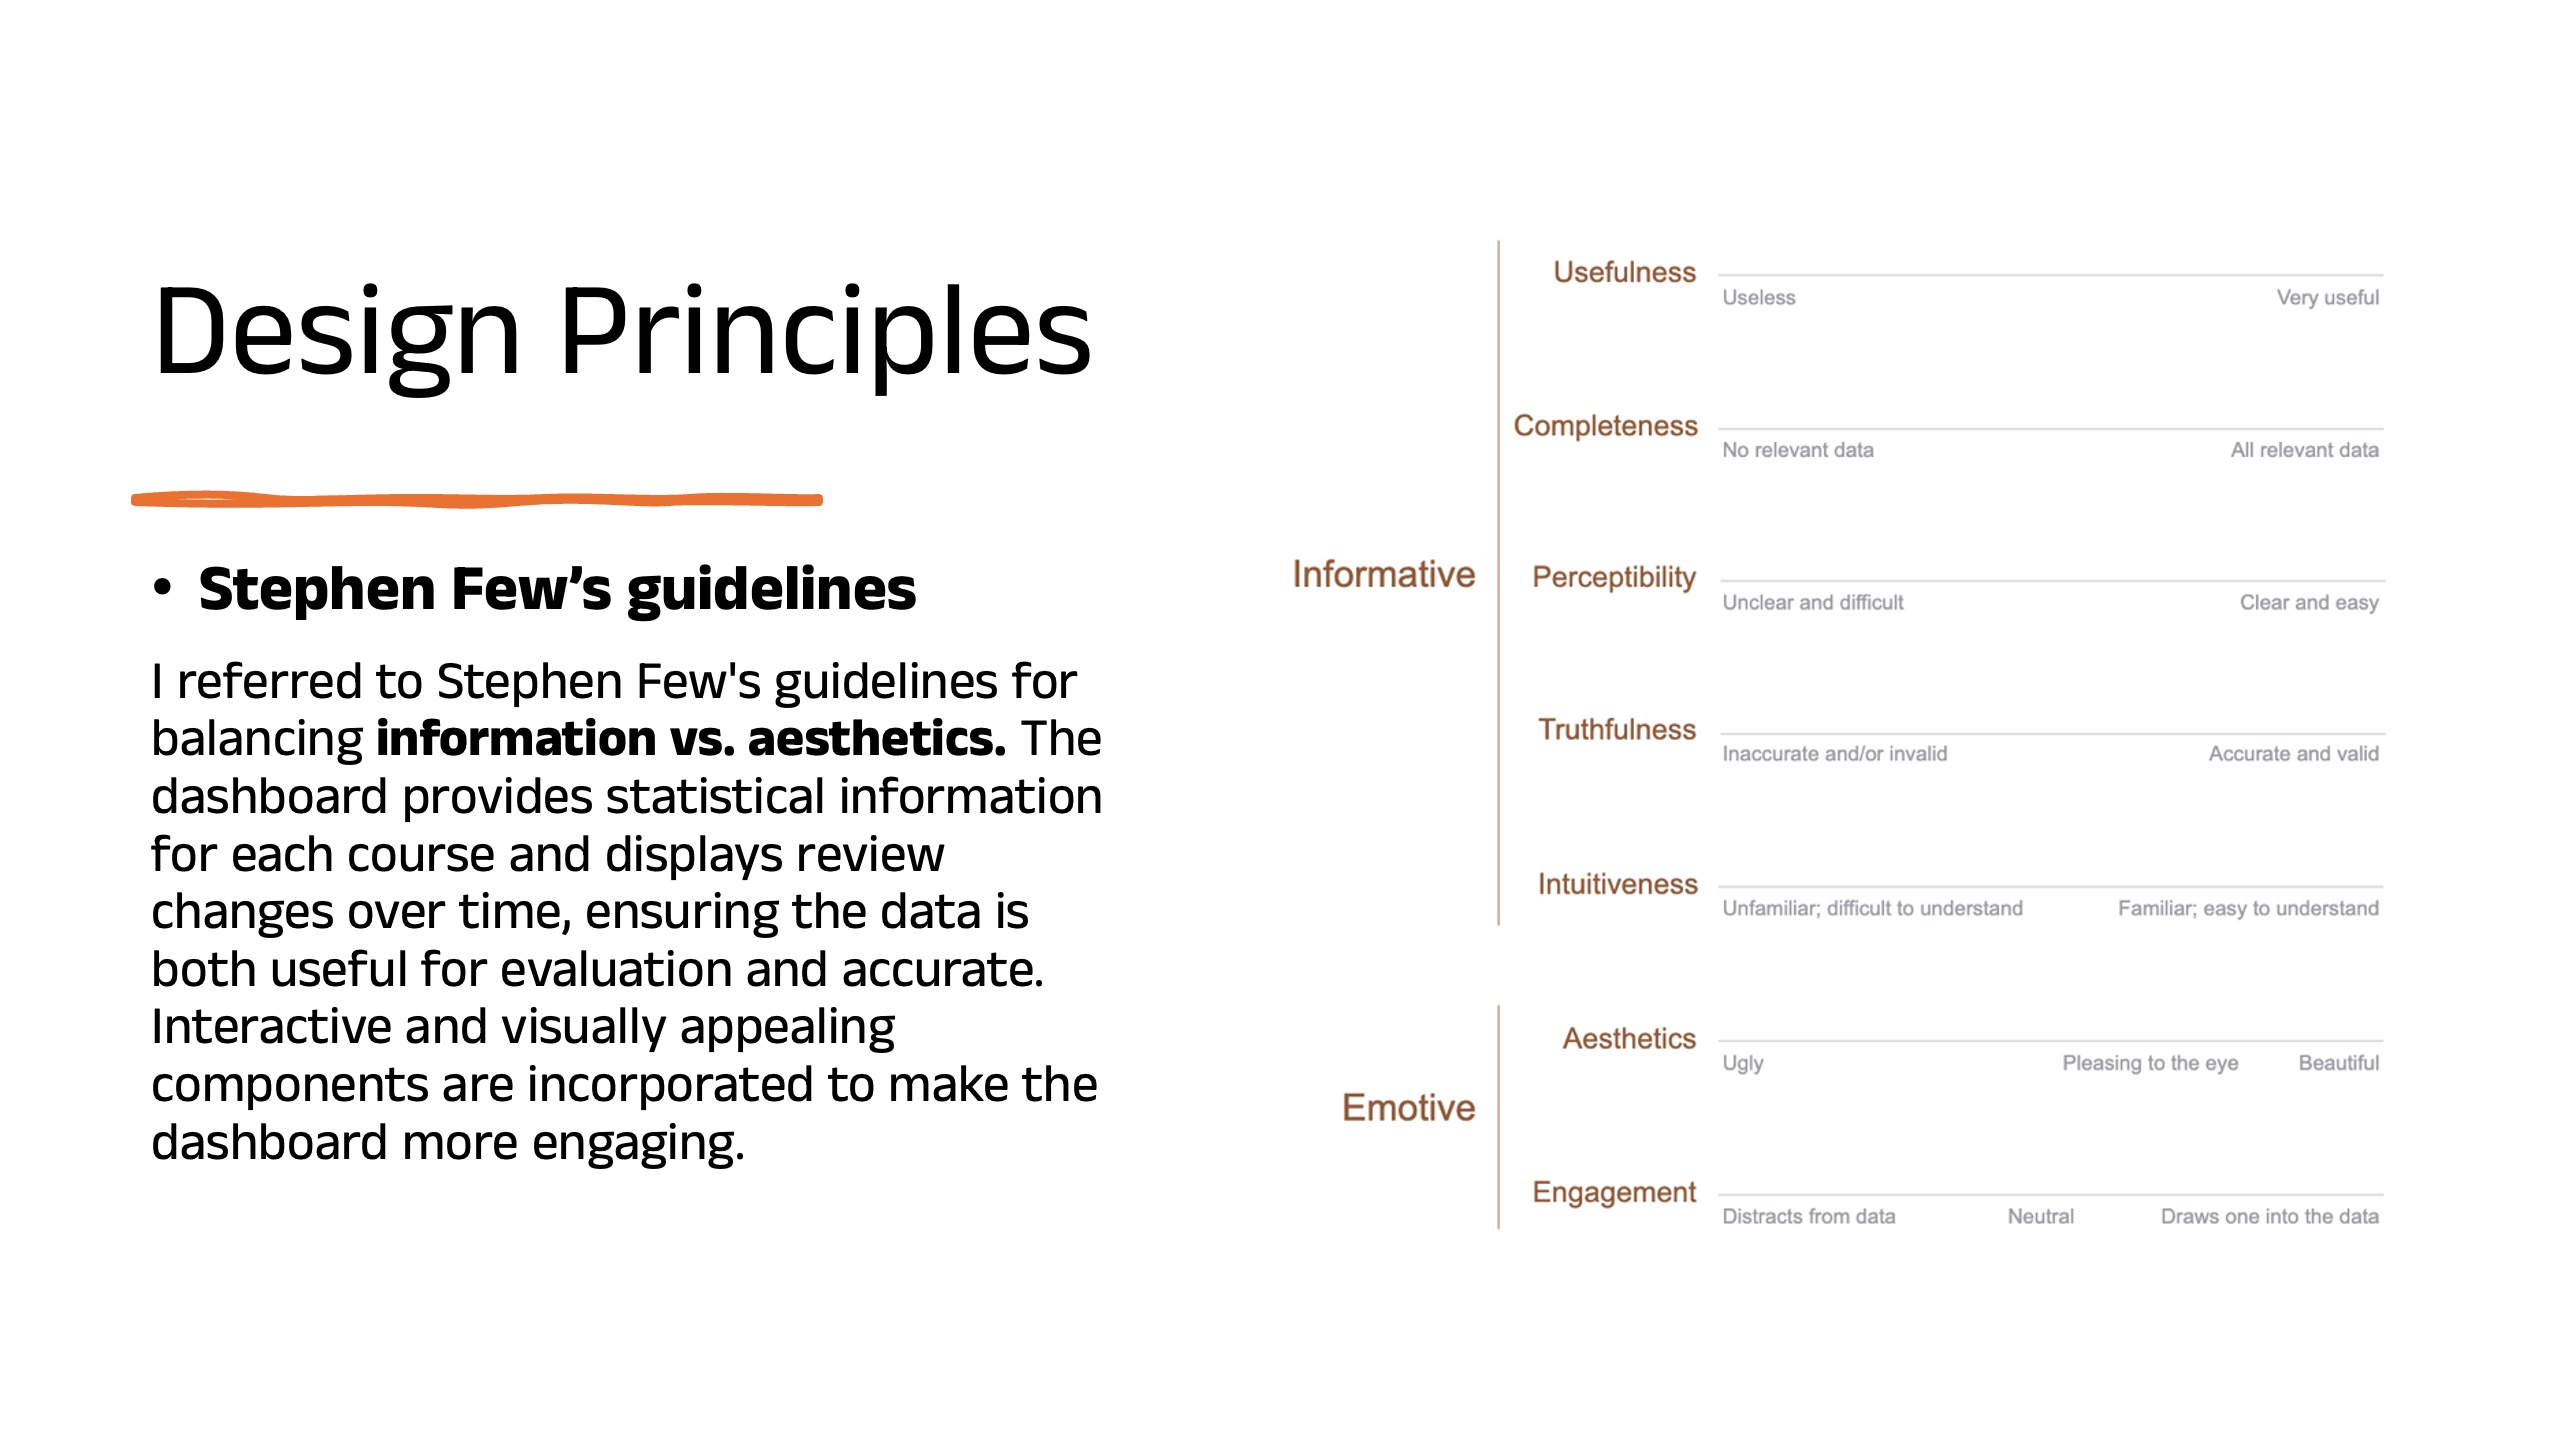 Design Principles
• Stephen Few’s guidelines
I referred to Stephen Few's guidelines for
balancing information vs. aesthetics. The
dashboard provides statistical information
for each course and displays review
changes over time, ensuring the data is
both useful for evaluation and accurate.
Interactive and visually appealing
components are incorporated to make the
dashboard more engaging.
Informative
Usefulness
Useless Very useful
Completeness
No relevant data All relevant data
Perceptibility
Unclear and difficult Clear and easy
Truthfulness
Inaccurate and/or invalid Accurate and valid
Intuitiveness
Unfamiliar; difficult to understand Familiar; easy to understand
Emotive
Aesthetics
Ugly Pleasing to the eye Beautiful
Engagement
Distracts from data Neutral Draws one into the data